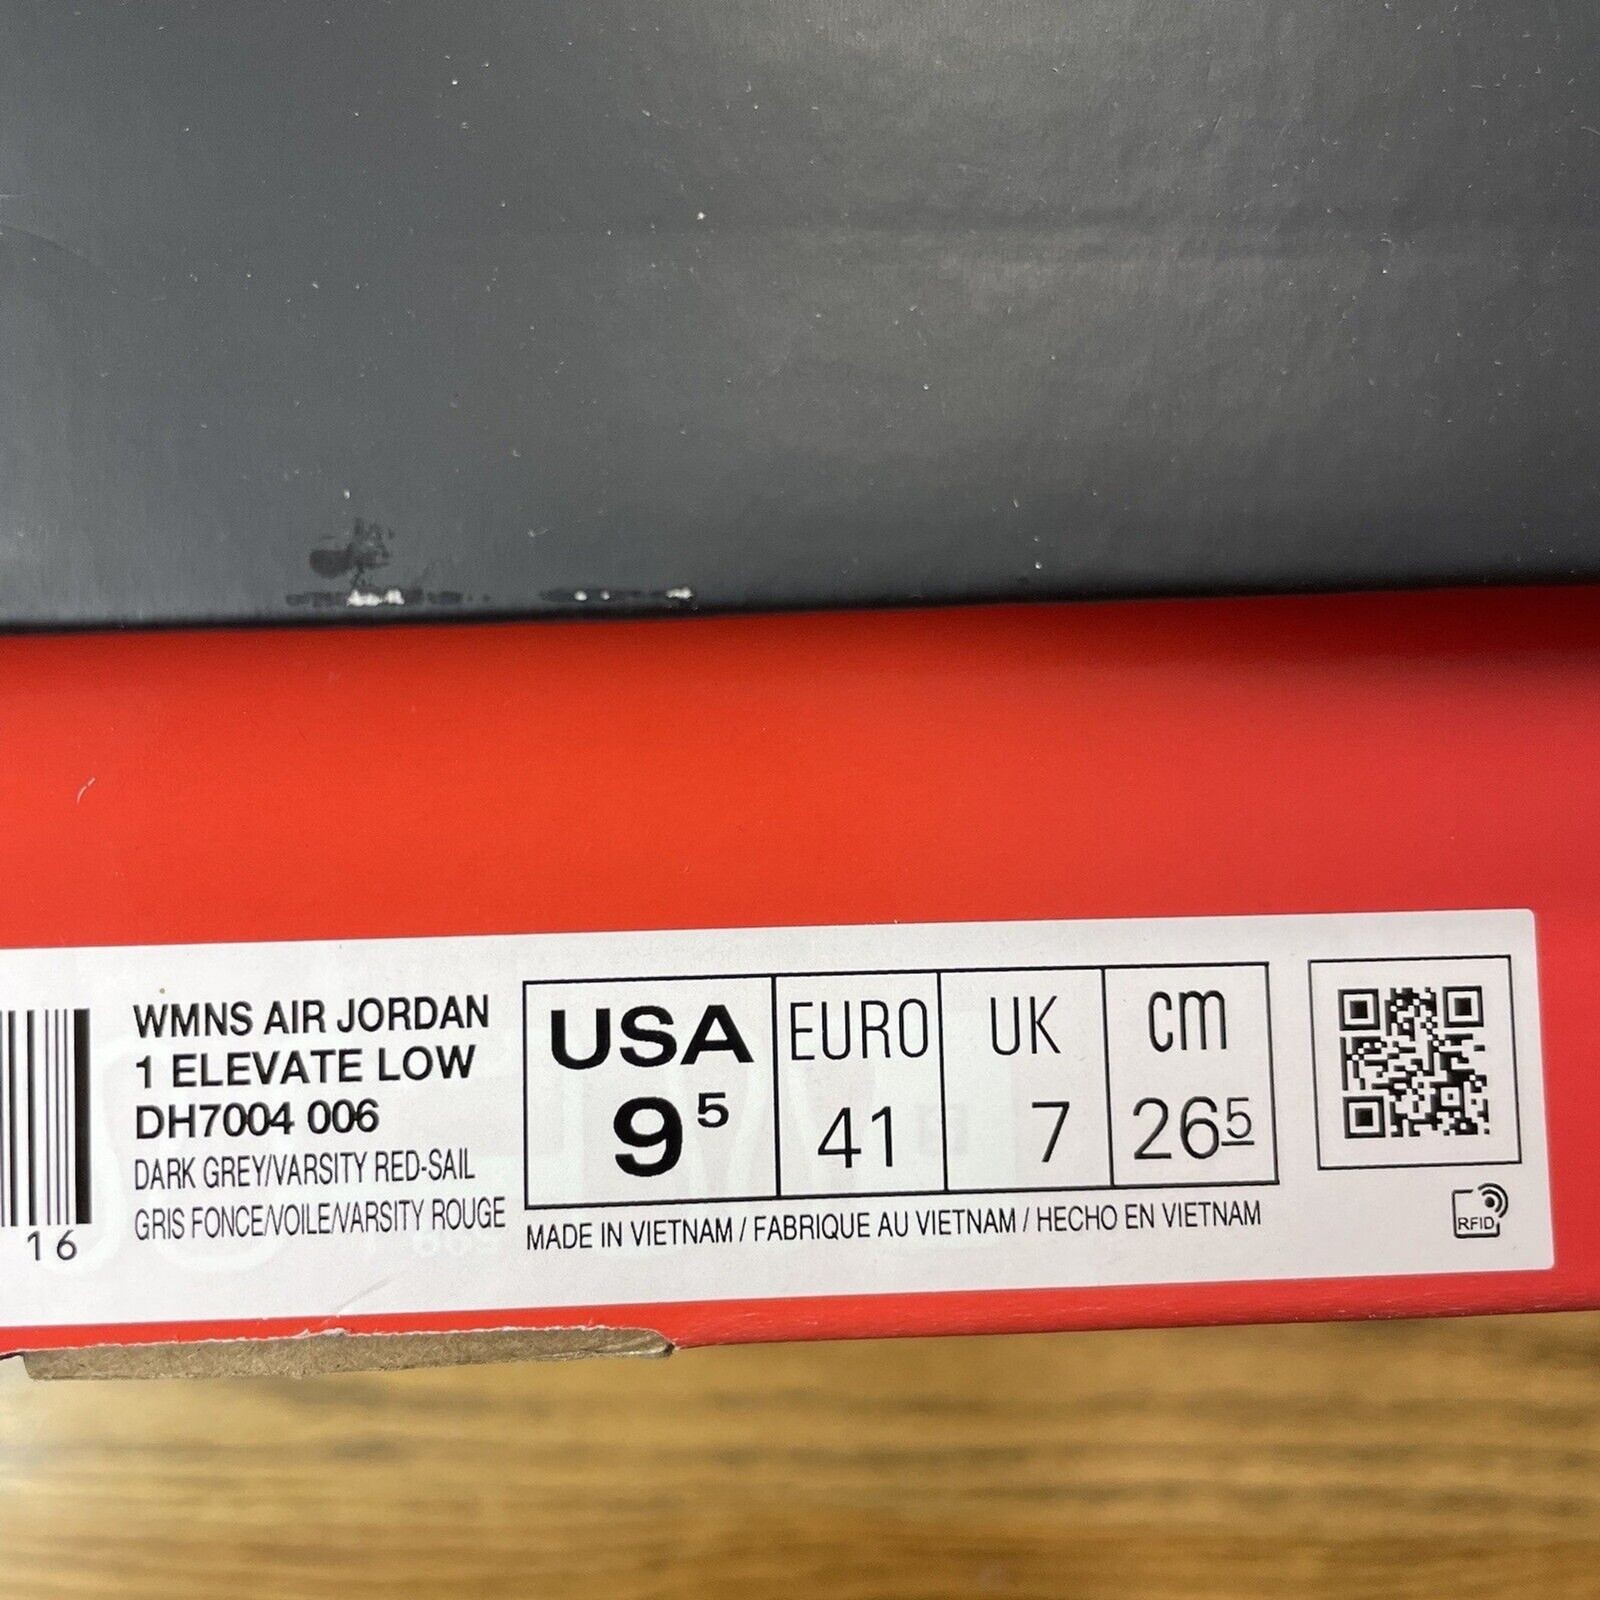 WMNS AIR JORDAN
1 ELEVATE LOW
DH7004 006
DARK GREY/VARSITY RED-SAIL
GRIS FONCE/VOILE/VARSITY ROUGE
16
USA EURO UK cm
9⁵ 41 7 26⁵
MADE IN VIETNAM / FABRIQUE AU VIETNAM / HECHO EN VIETNAM
RFID